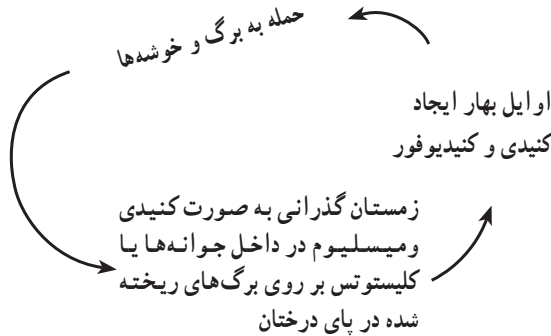 حمله به برگ و خوشه‌ها
اوایل بهار ایجاد
کنیدی و کنیدیوفور
زمستان گذرانی به صورت کنیدی
ومیسلیوم در داخل جوانه‌ها یا
کلیستوتس بر روی برگ‌های ریخته
شده در پای درختان